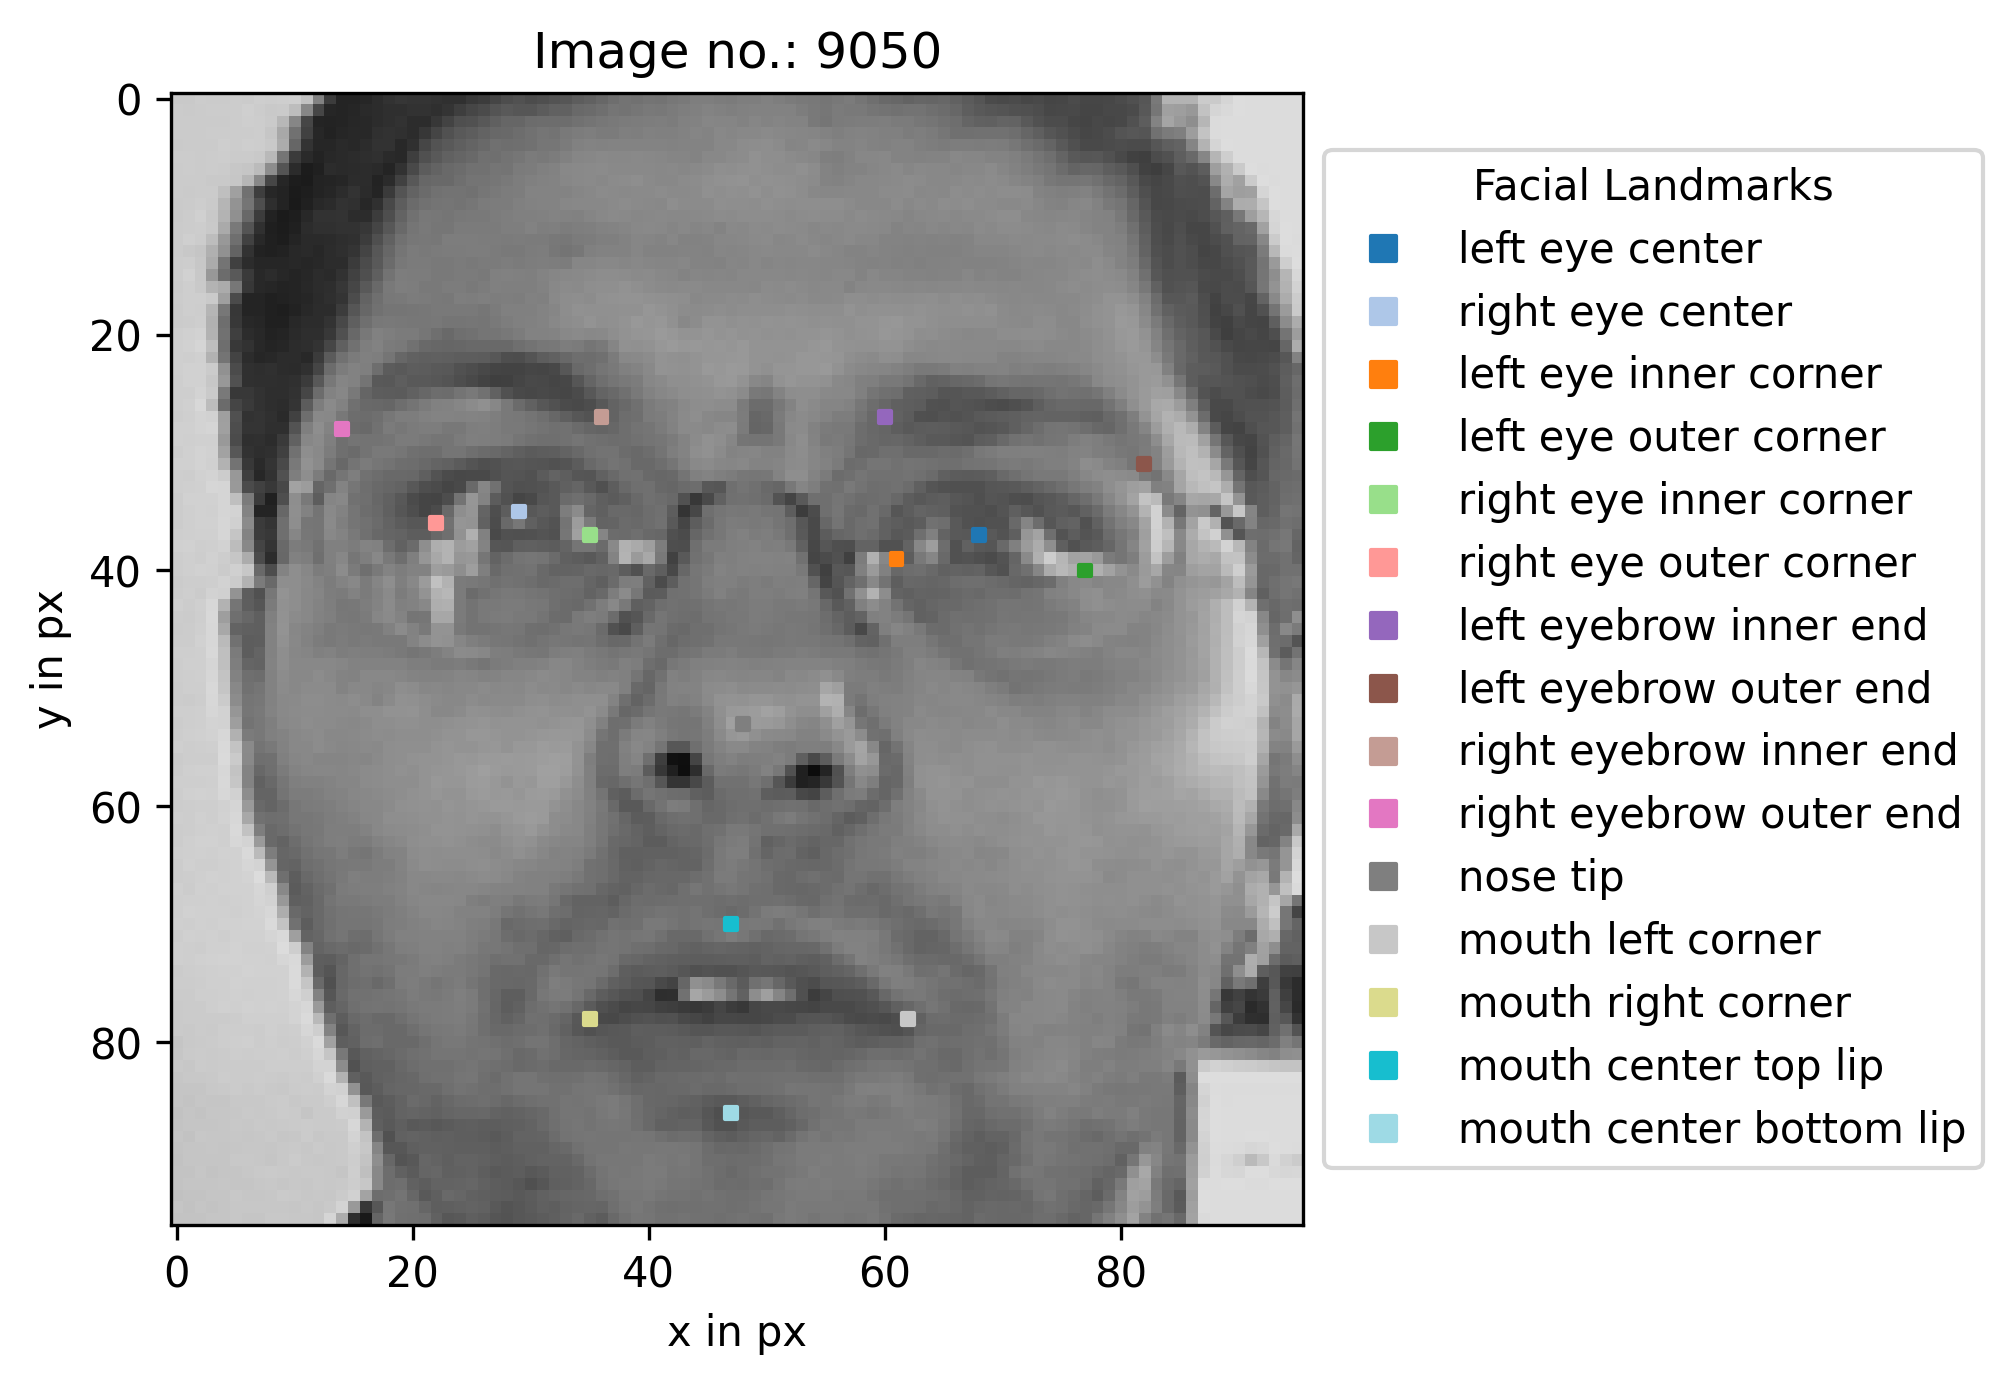 Image no.: 9050
0
20
40
60
80
y in px
0 20 40 60 80
x in px
Facial Landmarks
left eye center
right eye center
left eye inner corner
left eye outer corner
right eye inner corner
right eye outer corner
left eyebrow inner end
left eyebrow outer end
right eyebrow inner end
right eyebrow outer end
nose tip
mouth left corner
mouth right corner
mouth center top lip
mouth center bottom lip